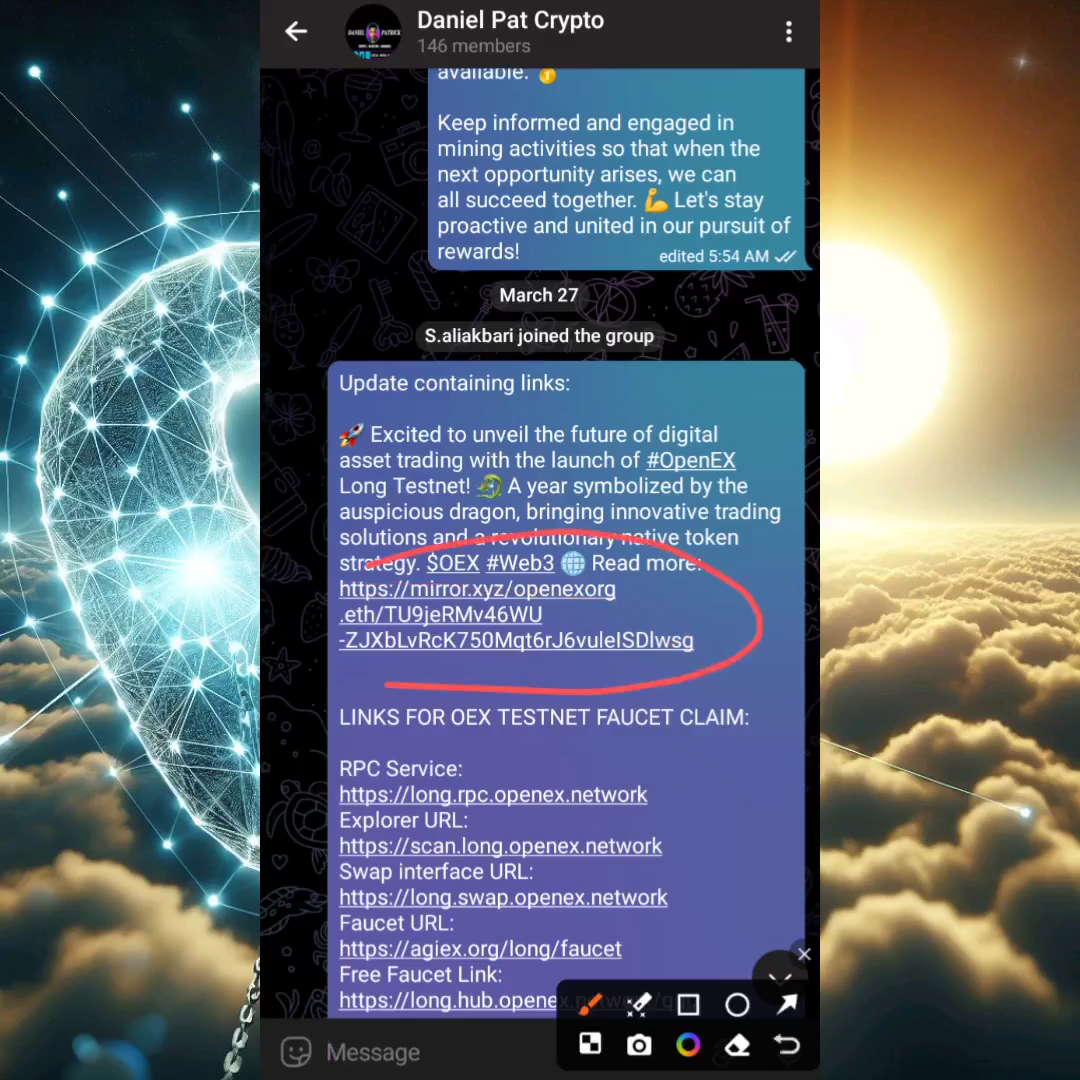 Daniel Pat Crypto
146 members
available.
Keep informed and engaged in
mining activities so that when the
next opportunity arises, we can
all succeed together. 💪 Let's stay
proactive and united in our pursuit of
rewards!
edited 5:54 AM
March 27
S.aliakbari joined the group
Update containing links:
🚀 Excited to unveil the future of digital
asset trading with the launch of #OpenEX
Long Testnet! 🐉 A year symbolized by the
auspicious dragon, bringing innovative trading
solutions and a revolutionary native token
strategy. $OEX #Web3 🌐 Read more:
https://mirror.xyz/openexorg
.eth/TU9jeRMv46WU
-ZJXbLvRcK750Mqt6rJ6vuleISDlwsg
LINKS FOR OEX TESTNET FAUCET CLAIM:
RPC Service:
https://long.rpc.openex.network
Explorer URL:
https://scan.long.openex.network
Swap interface URL:
https://long.swap.openex.network
Faucet URL:
https://agiex.org/long/faucet
Free Faucet Link:
https://long.hub.openex
Message